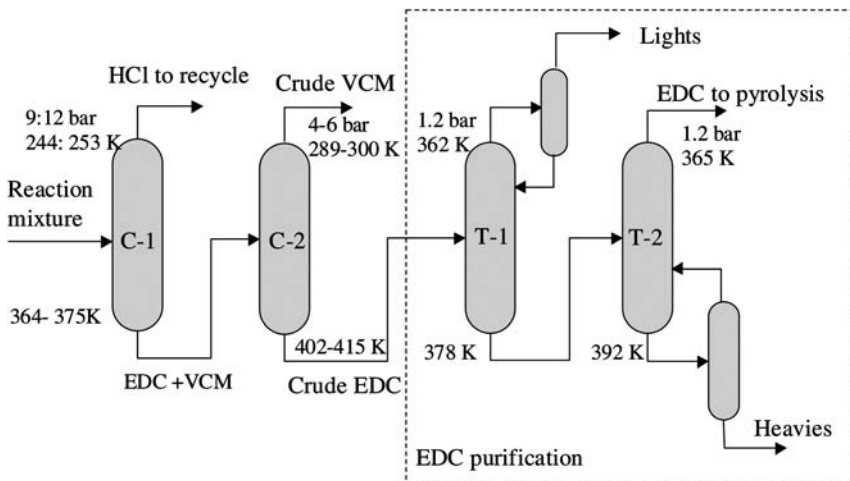 Lights
HCl to recycle
Crude VCM
EDC to pyrolysis
9:12 bar
244: 253 K
4-6 bar
289-300 K
1.2 bar
362 K
1.2 bar
365 K
Reaction
mixture
C-1
C-2
T-1
T-2
364- 375K
402-415 K
378 K
392 K
EDC +VCM
Crude EDC
Heavies
EDC purification